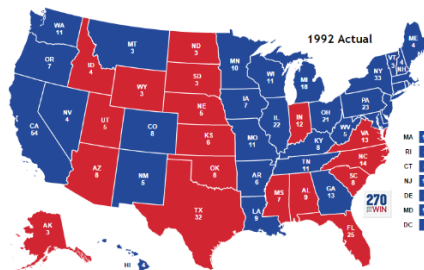 1992 Actual
WA
11
OR
7
CA
54
NV
4
ID
4
MT
3
WY
3
UT
5
AZ
8
CO
8
NM
5
ND
3
SD
3
NE
5
KS
6
OK
8
TX
32
MN
10
IA
7
MO
11
AR
6
LA
9
WI
11
IL
22
MI
18
IN
12
OH
21
KY
8
TN
11
MS
7
AL
9
GA
13
FL
25
SC
8
NC
14
VA
13
WV
5
PA
23
NY
33
VT
3
4
NH
ME
4
AK
3
HI
4
MA
RI
CT
NJ
DE
MD
DC
270
WIN